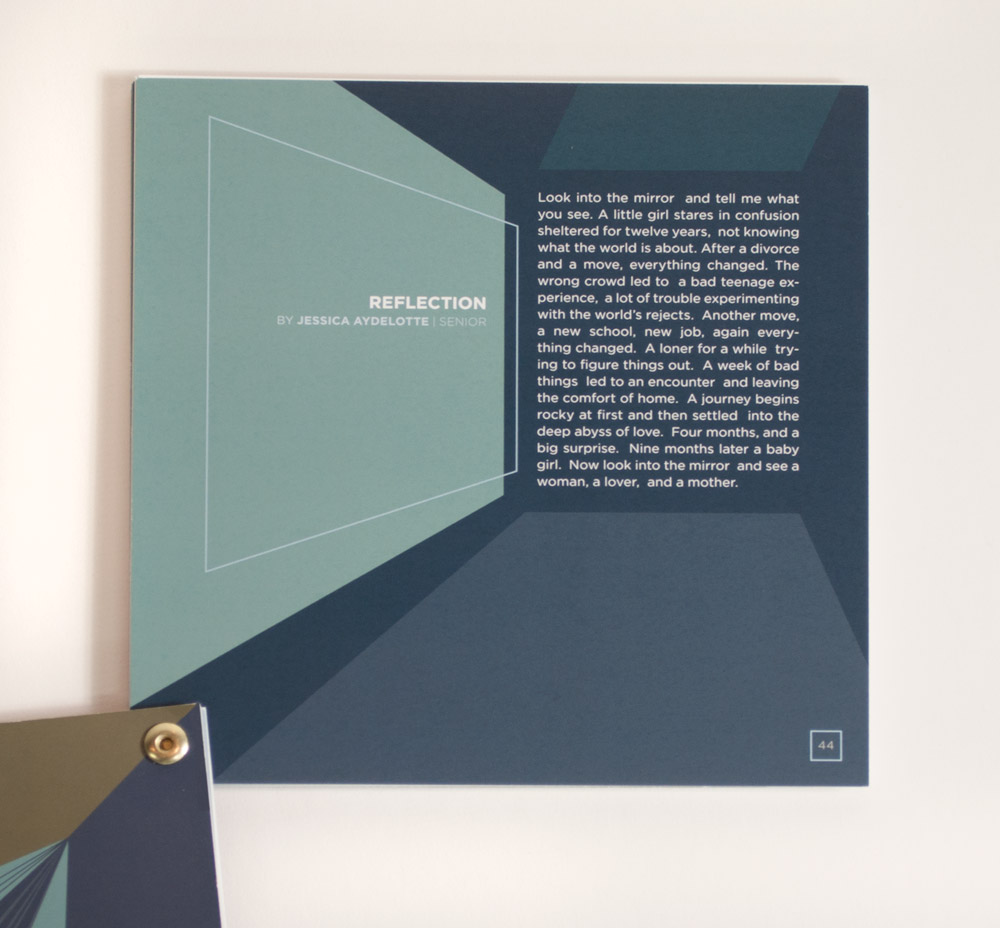 REFLECTION
BY JESSICA AYDELOTTE | SENIOR
Look into the mirror  and tell me what
you see. A little girl stares in confusion
sheltered for twelve years,  not knowing
what the world is about. After a divorce
and a move, everything changed. The
wrong crowd led to  a bad teenage ex-
perience,  a lot of trouble experimenting
with the world's rejects.  Another move,
a new school, new job, again every-
thing changed.  A loner for a while  try-
ing to figure things out.  A week of bad
things  led to an encounter  and leaving
the comfort of home.  A journey begins
rocky at first and then settled  into the
deep abyss of love.  Four months, and a
big surprise.  Nine months later a baby
girl.  Now look into the mirror  and see a
woman, a lover,  and a mother.
44